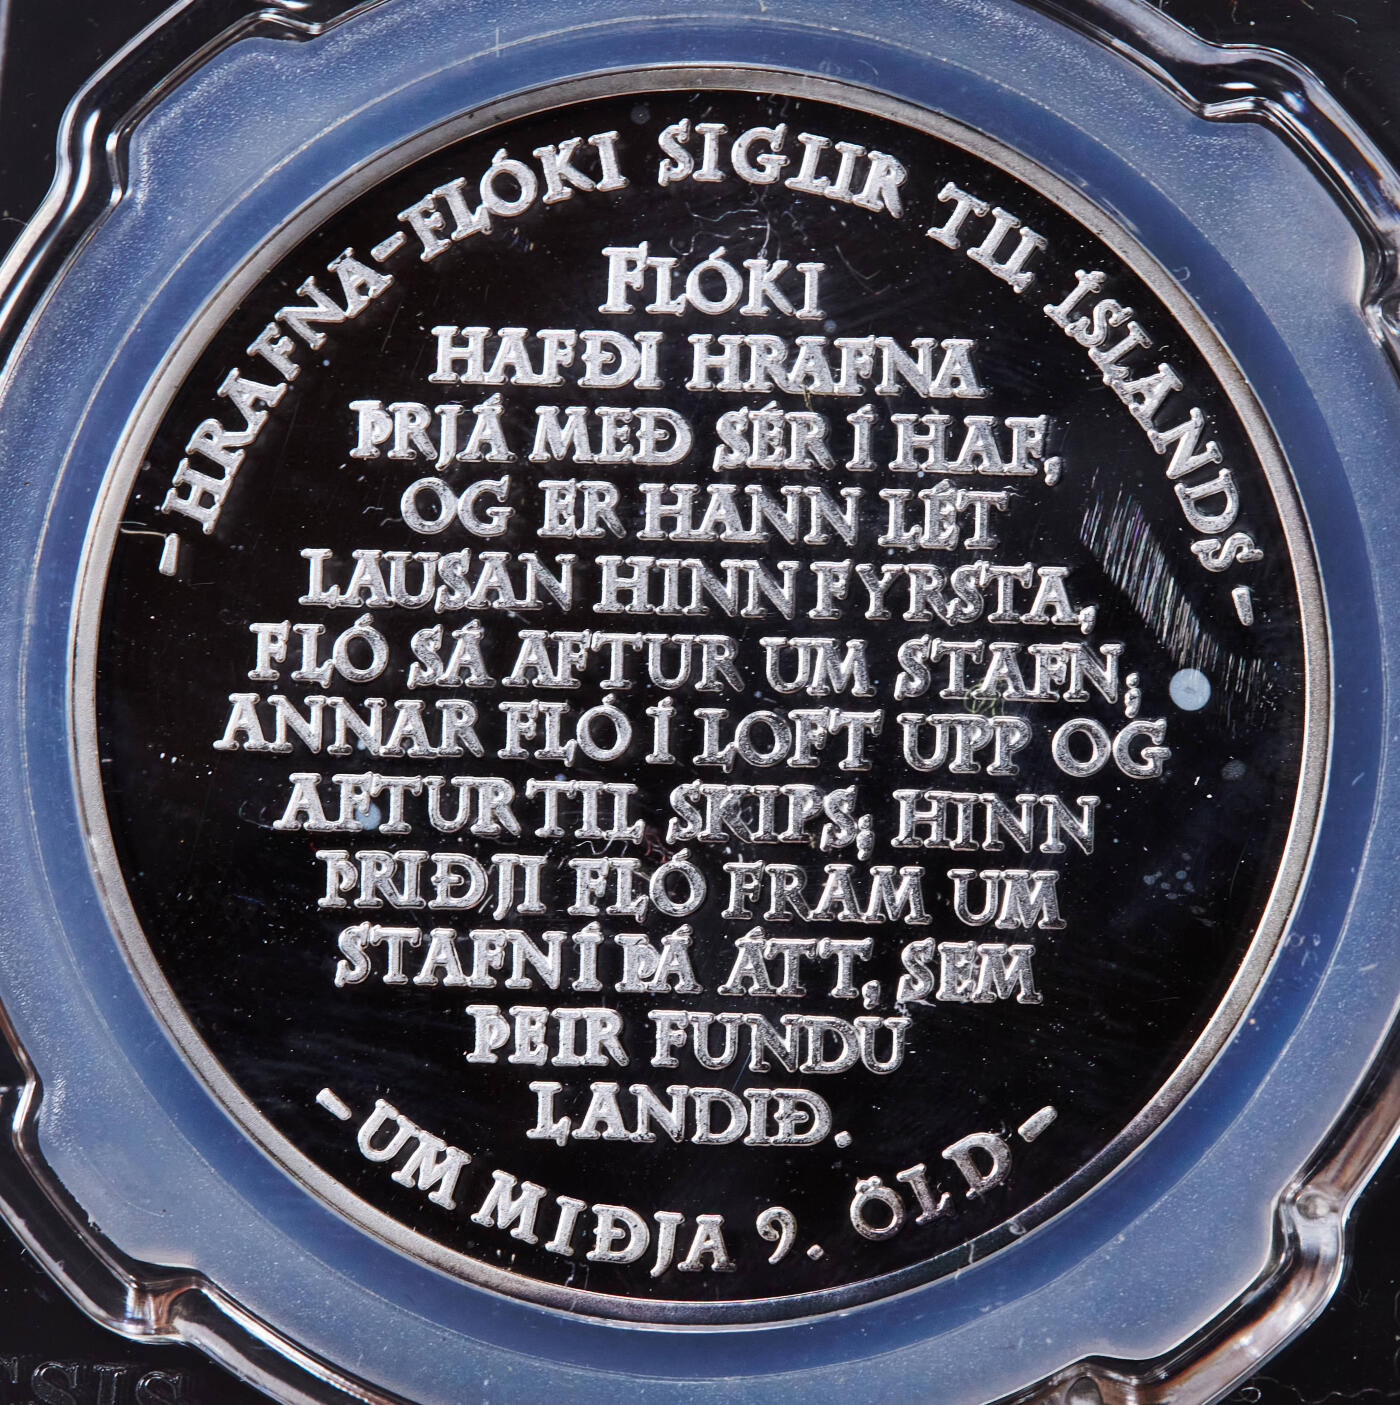 -HRAFNA-FLÓKI SIGLIR TIL ÍSLANDS-
FLÓKI
HAFÐI HRAFNA
ÞRJÁ MEÐ SÉR Í HAF,
OG ER HANN LÉT
LAUSAN HINN FYRSTA,
FLÓ SÁ AFTUR UM STAFN;
ANNAR FLÓ Í LOFT UPP OG
AFTUR TIL SKIPS; HINN
ÞRIÐJI FLÓ FRAM UM
STAFN Í ÞÁ ÁTT, SEM
ÞEIR FUNDU
LANDIÐ.
-UM MIÐJA 9. ÖLD-